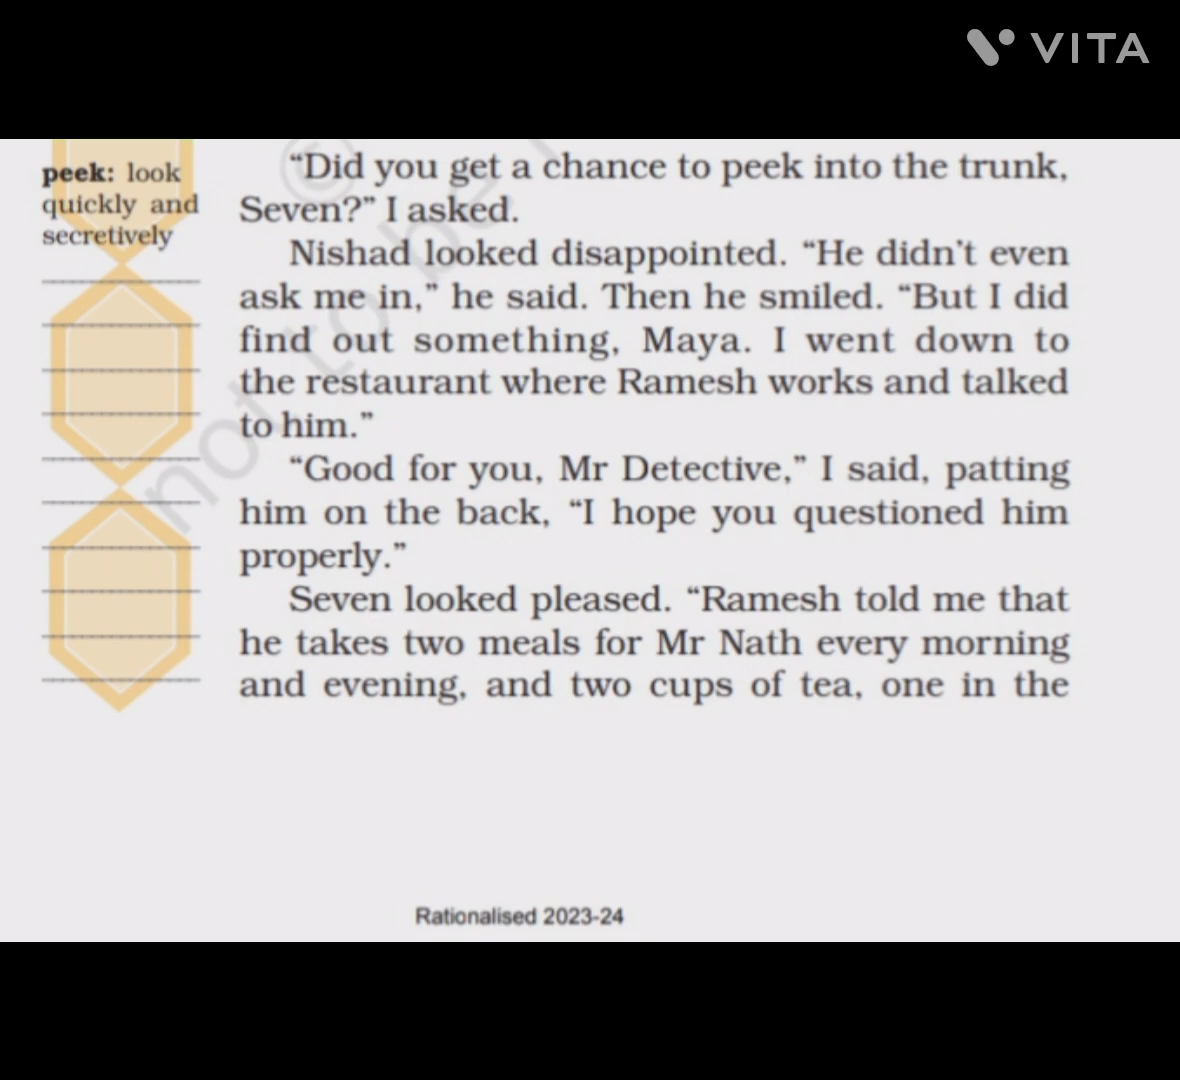 VITA
peek: look
quickly and
secretively
“Did you get a chance to peek into the trunk,
Seven?” I asked.
Nishad looked disappointed. “He didn’t even
ask me in,” he said. Then he smiled. “But I did
find out something, Maya. I went down to
the restaurant where Ramesh works and talked
to him.”
“Good for you, Mr Detective,” I said, patting
him on the back, “I hope you questioned him
properly.”
Seven looked pleased. “Ramesh told me that
he takes two meals for Mr Nath every morning
and evening, and two cups of tea, one in the
© not to be
Rationalised 2023-24